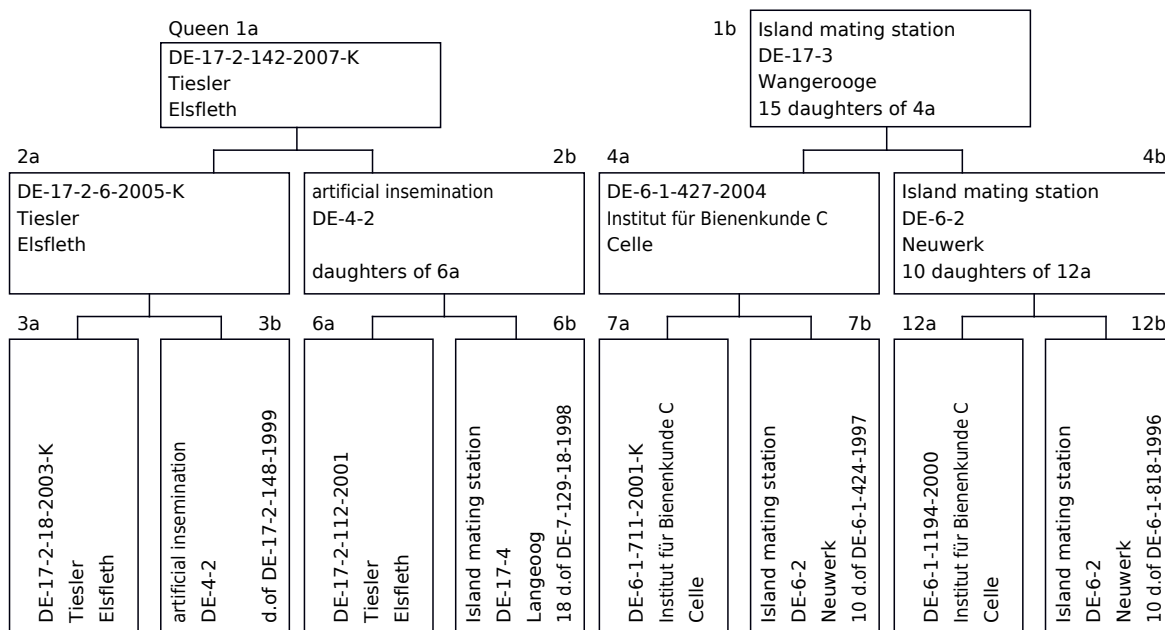 Queen 1a
DE-17-2-142-2007-K
Tiesler
Elsfleth
1b
Island mating station
DE-17-3
Wangerooge
15 daughters of 4a
2a
DE-17-2-6-2005-K
Tiesler
Elsfleth
2b
artificial insemination
DE-4-2
daughters of 6a
4a
DE-6-1-427-2004
Institut für Bienenkunde C
Celle
4b
Island mating station
DE-6-2
Neuwerk
10 daughters of 12a
3a
DE-17-2-18-2003-K
Tiesler
Elsfleth
3b
artificial insemination
DE-4-2
d.of DE-17-2-148-1999
6a
DE-17-2-112-2001
Tiesler
Elsfleth
6b
Island mating station
DE-17-4
Langeoog
18 d.of DE-7-129-18-1998
7a
DE-6-1-711-2001-K
Institut für Bienenkunde C
Celle
7b
Island mating station
DE-6-2
Neuwerk
10 d.of DE-6-1-424-1997
12a
DE-6-1-1194-2000
Institut für Bienenkunde C
Celle
12b
Island mating station
DE-6-2
Neuwerk
10 d.of DE-6-1-818-1996